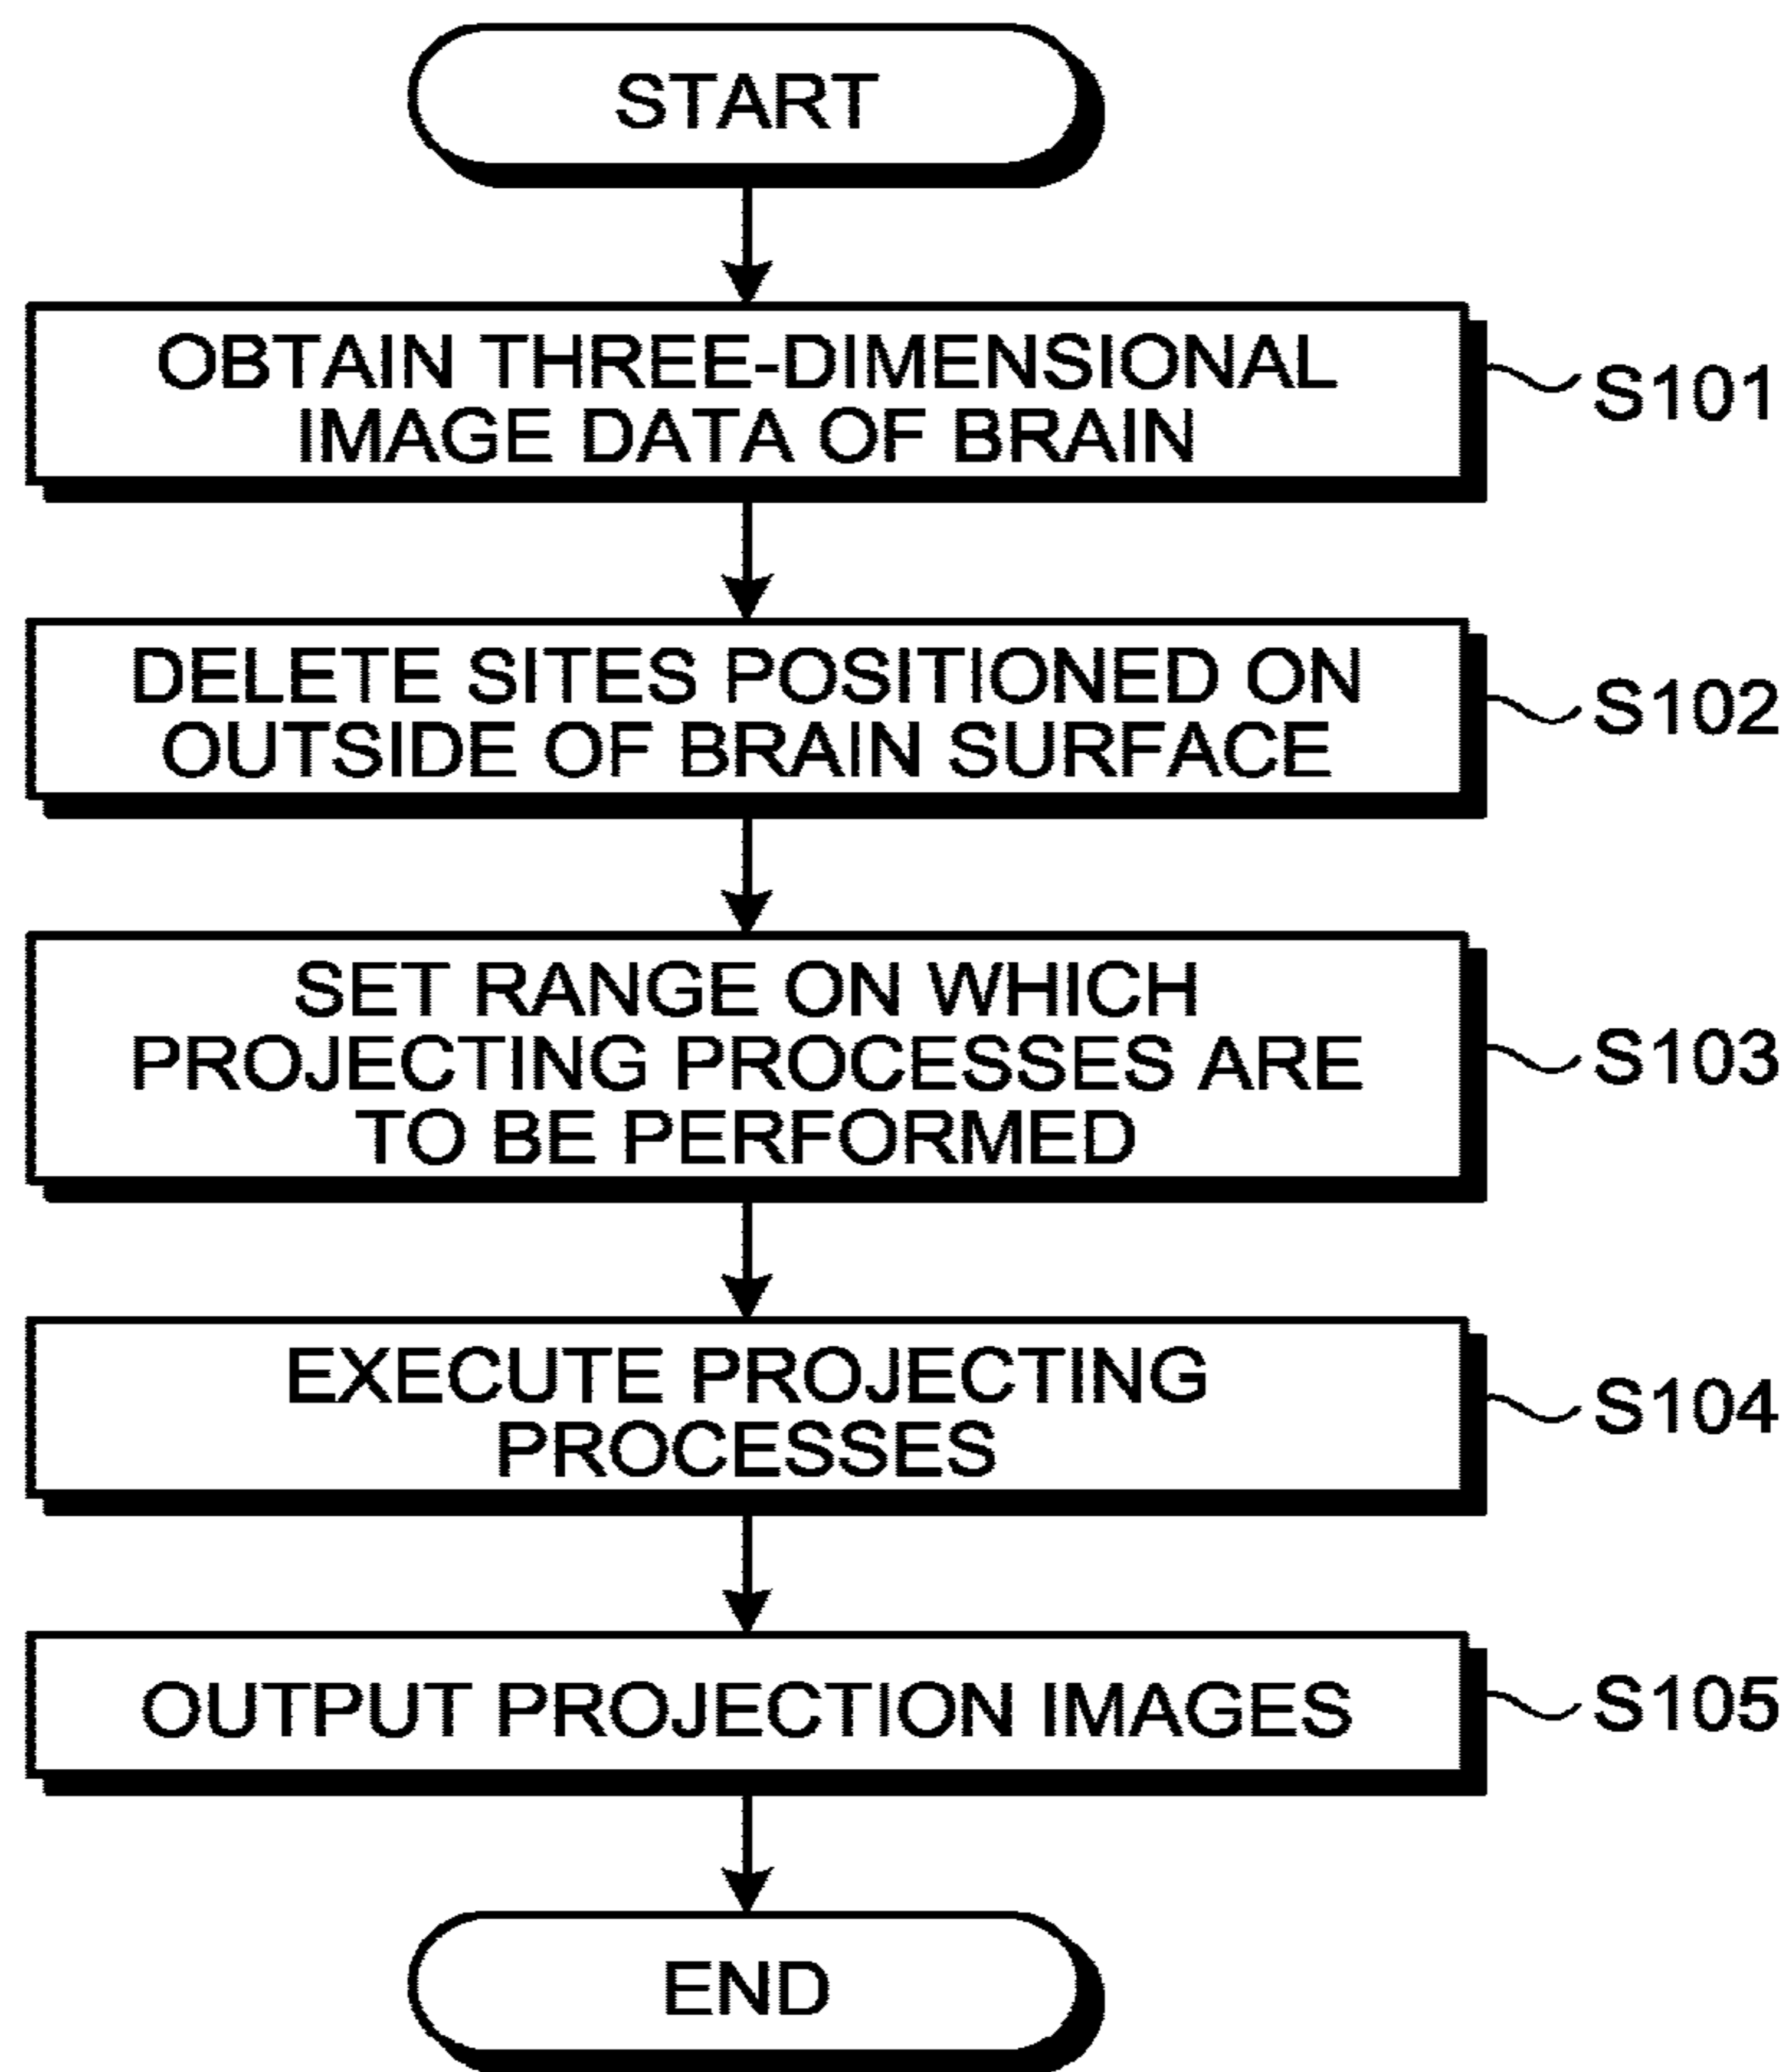 START
OBTAIN THREE-DIMENSIONAL
IMAGE DATA OF BRAIN
S101
DELETE SITES POSITIONED ON
OUTSIDE OF BRAIN SURFACE
S102
SET RANGE ON WHICH
PROJECTING PROCESSES ARE
TO BE PERFORMED
S103
EXECUTE PROJECTING
PROCESSES
S104
OUTPUT PROJECTION IMAGES
S105
END